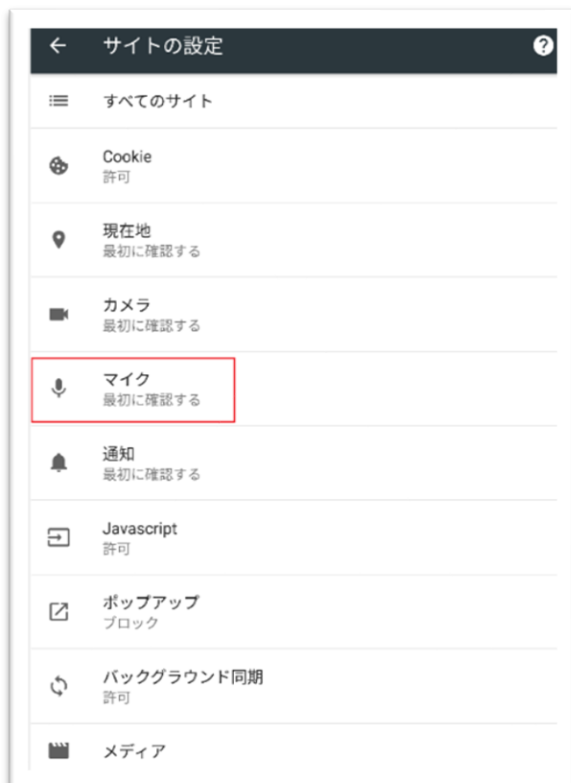 サイトの設定
すべてのサイト
Cookie
許可
現在地
最初に確認する
カメラ
最初に確認する
マイク
最初に確認する
通知
最初に確認する
Javascript
許可
ポップアップ
ブロック
バックグラウンド同期
許可
メディア